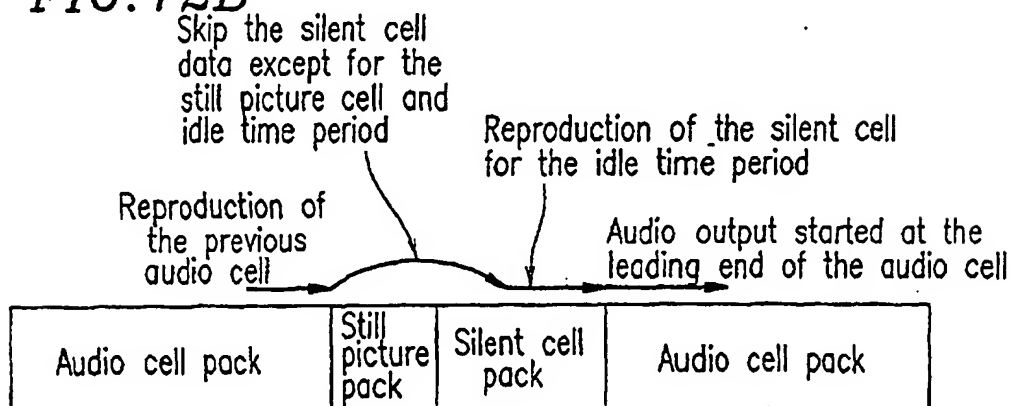 FIG. 72B
Skip the silent cell
data except for the
still picture cell and
idle time period
Reproduction of the silent cell
for the idle time period
Reproduction of
the previous
audio cell
Audio output started at the
leading end of the audio cell
Audio cell pack
Still
picture
pack
Silent cell
pack
Audio cell pack